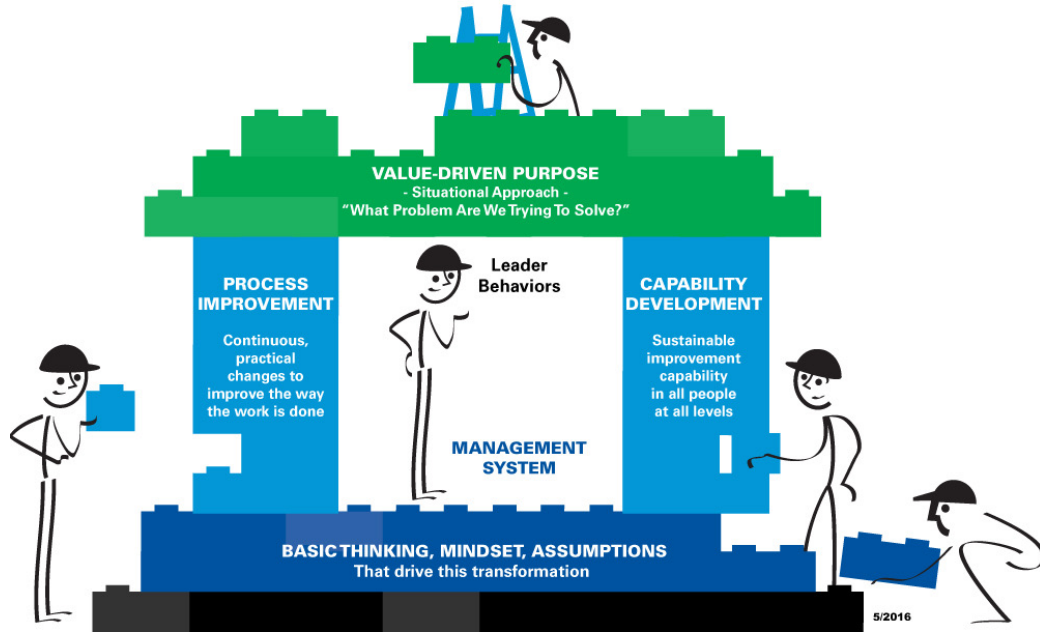 VALUE-DRIVEN PURPOSE
- Situational Approach -
“What Problem Are We Trying To Solve?”
PROCESS
IMPROVEMENT
Continuous,
practical
changes to
improve the way
the work is done
Leader
Behaviors
CAPABILITY
DEVELOPMENT
Sustainable
improvement
capability
in all people
at all levels
MANAGEMENT
SYSTEM
BASIC THINKING, MINDSET, ASSUMPTIONS
That drive this transformation
5/2016